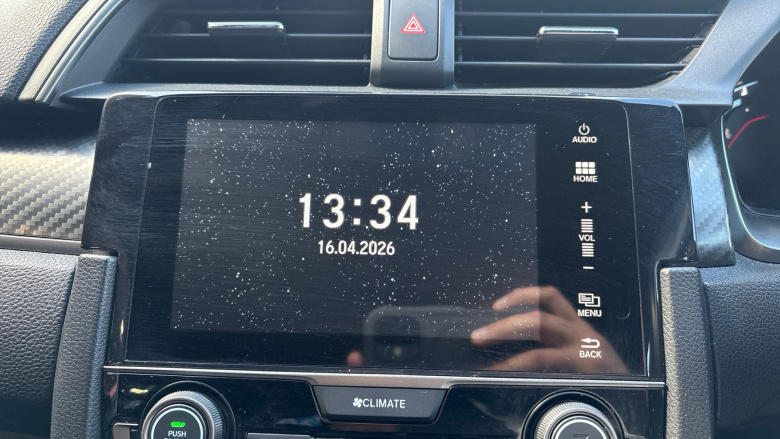 AUDIO
HOME
13:34
16.04.2026
+
VOL
−
MENU
BACK
CLIMATE
PUSH